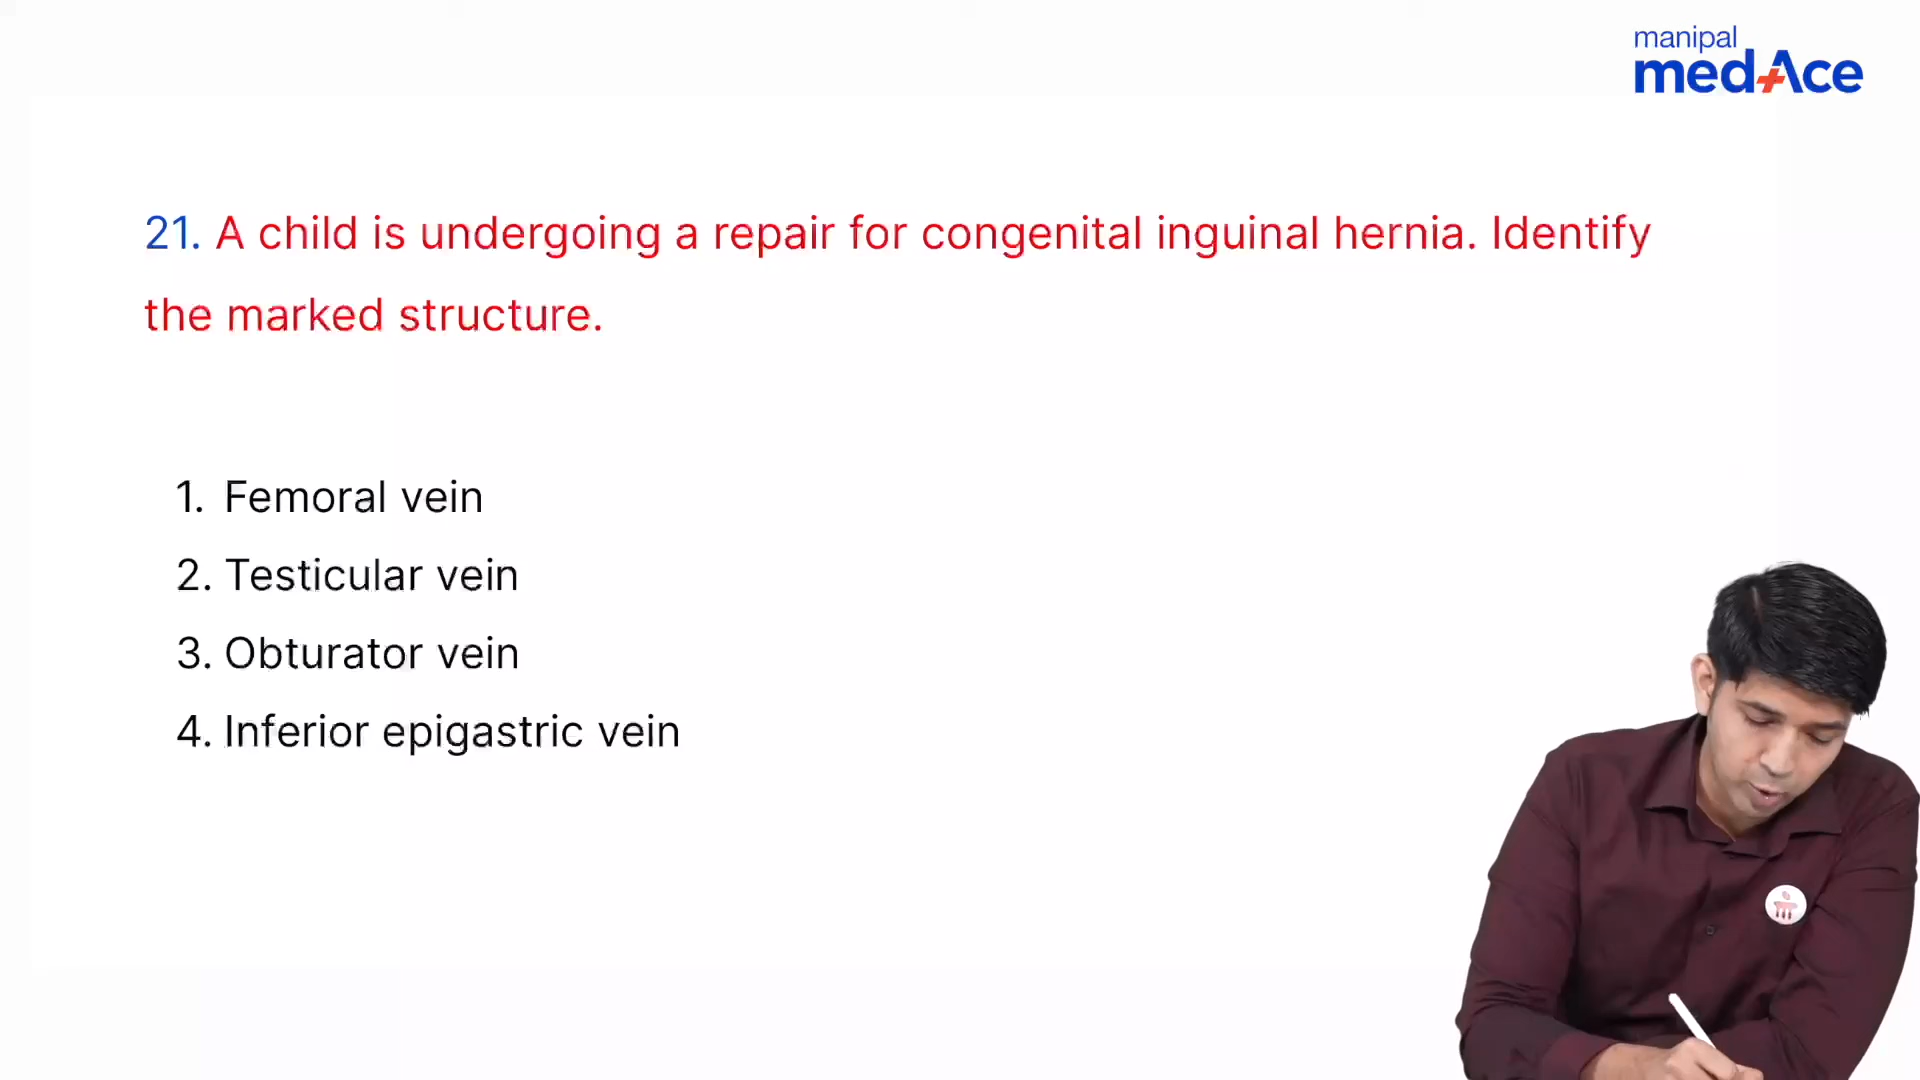 manipal
medAce
21. A child is undergoing a repair for congenital inguinal hernia. Identify
the marked structure.
1. Femoral vein
2. Testicular vein
3. Obturator vein
4. Inferior epigastric vein